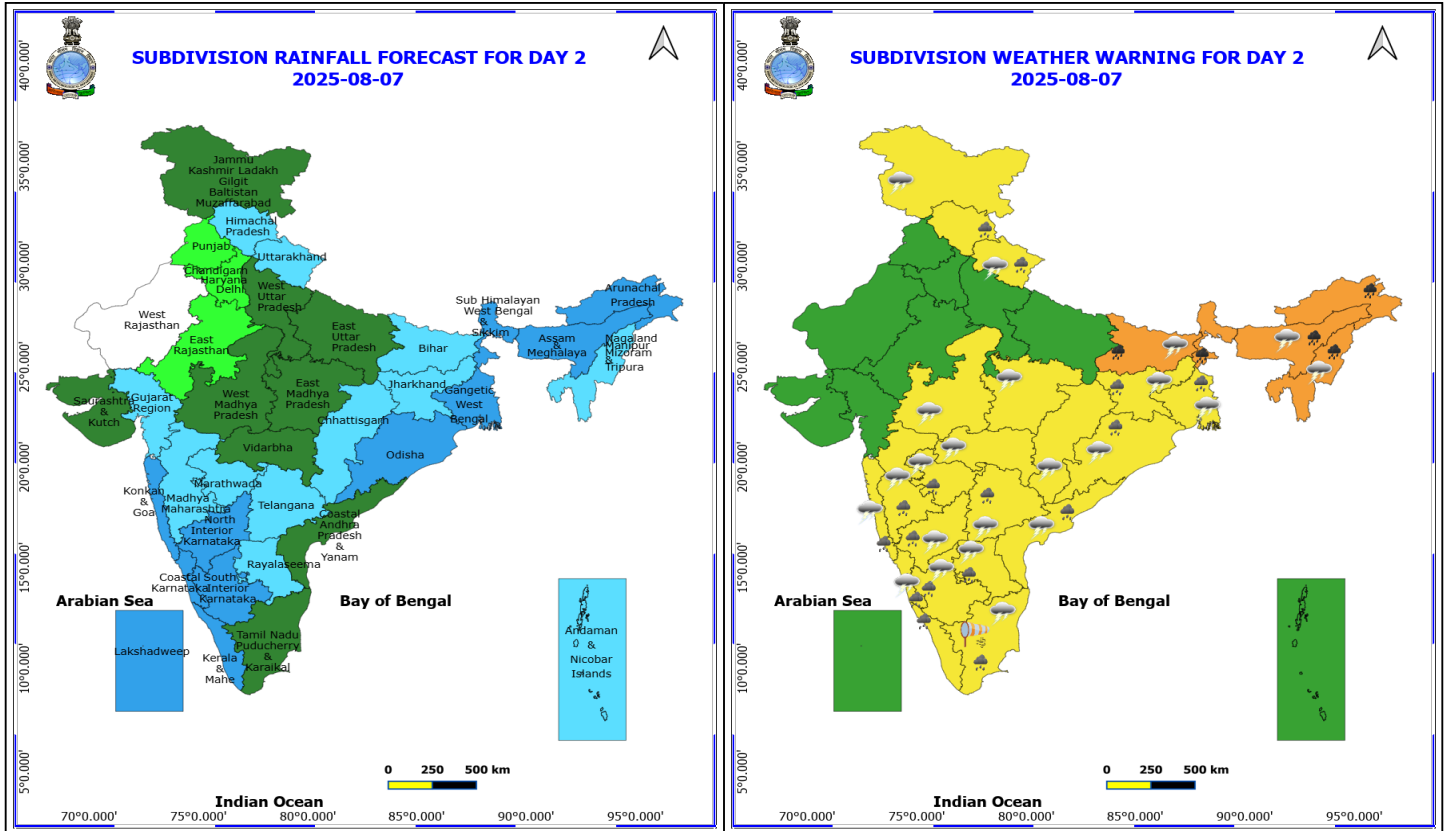 SUBDIVISION RAINFALL FORECAST FOR DAY 2
2025-08-07
40°0.000'
35°0.000'
30°0.000'
25°0.000'
20°0.000'
15°0.000'
10°0.000'
5°0.000'
Jammu
Kashmir Ladakh
Gilgit
Baltistan
Muzaffarabad
Himachal
Pradesh
Punjab
Uttarakhand
Chandigarh
Haryana
Delhi
West
Uttar
Pradesh
West
Rajasthan
East
Rajasthan
East
Uttar
Pradesh
Sub Himalayan
West Bengal
&
Sikkim
Arunachal
Pradesh
Assam
&
Meghalaya
Nagaland
Manipur
Mizoram
&
Tripura
Bihar
Jharkhand
Gangetic
West
Bengal
Saurashtra
&
Kutch
Gujarat
Region
West
Madhya
Pradesh
East
Madhya
Pradesh
Chhattisgarh
Vidarbha
Odisha
Konkan
&
Goa
Madhya
Maharashtra
Marathwada
Telangana
North
Interior
Karnataka
Coastal
Andhra
Pradesh
&
Yanam
Rayalaseema
Coastal
Karnataka
South
Interior
Karnataka
Arabian Sea
Bay of Bengal
Lakshadweep
Kerala
&
Mahe
Tamil Nadu
Puducherry
&
Karaikal
Andaman
&
Nicobar
Islands
0 250 500 km
Indian Ocean
70°0.000' 75°0.000' 80°0.000' 85°0.000' 90°0.000' 95°0.000'
SUBDIVISION WEATHER WARNING FOR DAY 2
2025-08-07
40°0.000'
35°0.000'
30°0.000'
25°0.000'
20°0.000'
15°0.000'
10°0.000'
5°0.000'
Arabian Sea
Bay of Bengal
0 250 500 km
Indian Ocean
70°0.000' 75°0.000' 80°0.000' 85°0.000' 90°0.000' 95°0.000'